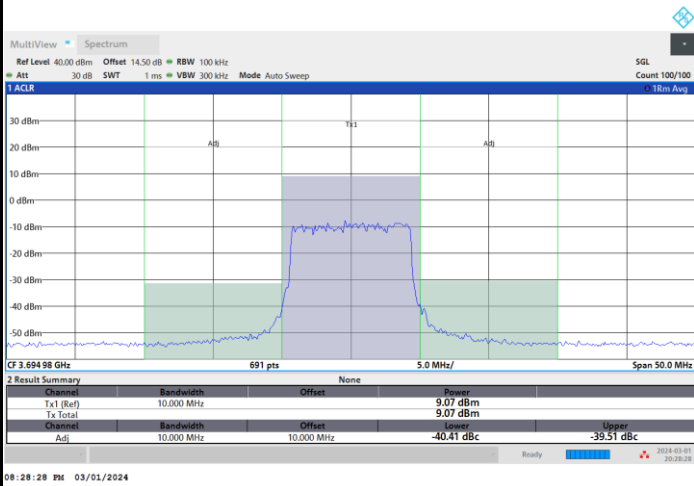 MultiView Spectrum
Ref Level 40.00 dBm Offset 14.50 dB RBW 100 kHz SGL
Att 30 dB SWT 1 ms VBW 300 kHz Mode Auto Sweep Count 100/100
1 ACLR 1Rm Avg
30 dBm
Tx1
20 dBm
Adj Adj
10 dBm
0 dBm
-10 dBm
-20 dBm
-30 dBm
-40 dBm
-50 dBm
CF 3.694 98 GHz 691 pts 5.0 MHz/ Span 50.0 MHz
2 Result Summary None
Channel Bandwidth Offset Power
Tx1 (Ref) 10.000 MHz 9.07 dBm
Tx Total 9.07 dBm
Channel Bandwidth Offset Lower Upper
Adj 10.000 MHz 10.000 MHz -40.41 dBc -39.51 dBc
Ready 2024-03-01
20:28:28
08:28:28 PM 03/01/2024